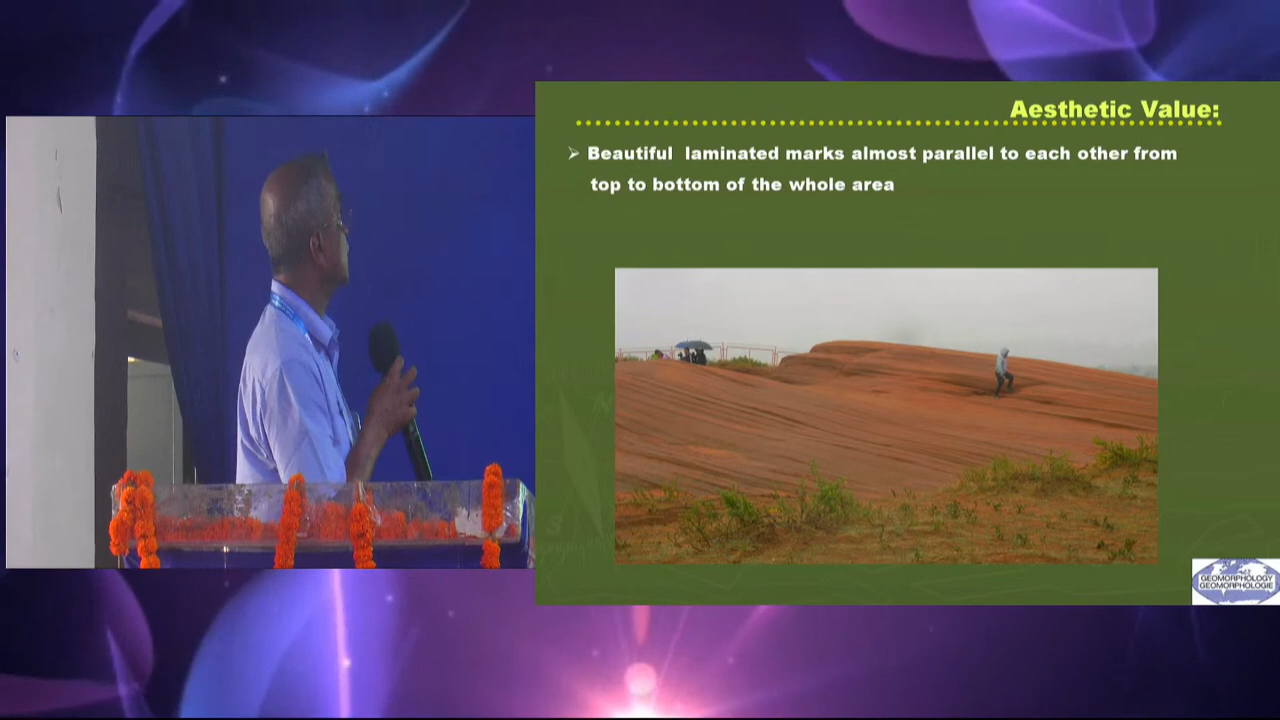 Aesthetic Value:
➢ Beautiful laminated marks almost parallel to each other from
top to bottom of the whole area
GEOMORPHOLOGY
GEOMORPHOLOGIE